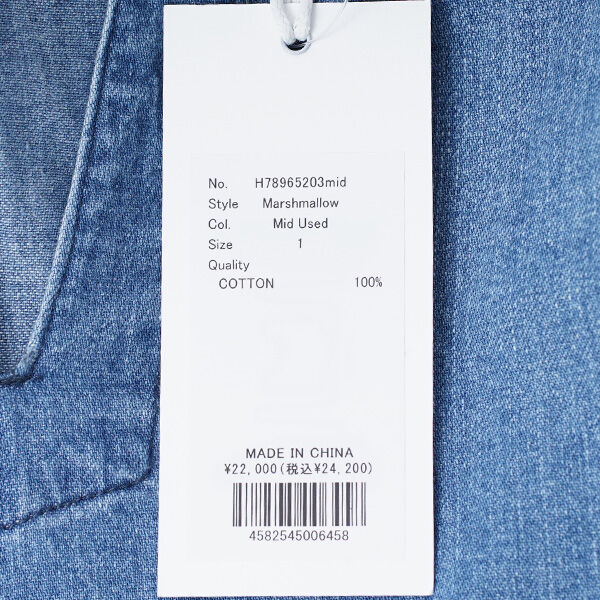 No. H78965203mid
Style Marshmallow
Col. Mid Used
Size 1
Quality
COTTON 100%
MADE IN CHINA
¥22,000(税込¥24,200)
4582545006458